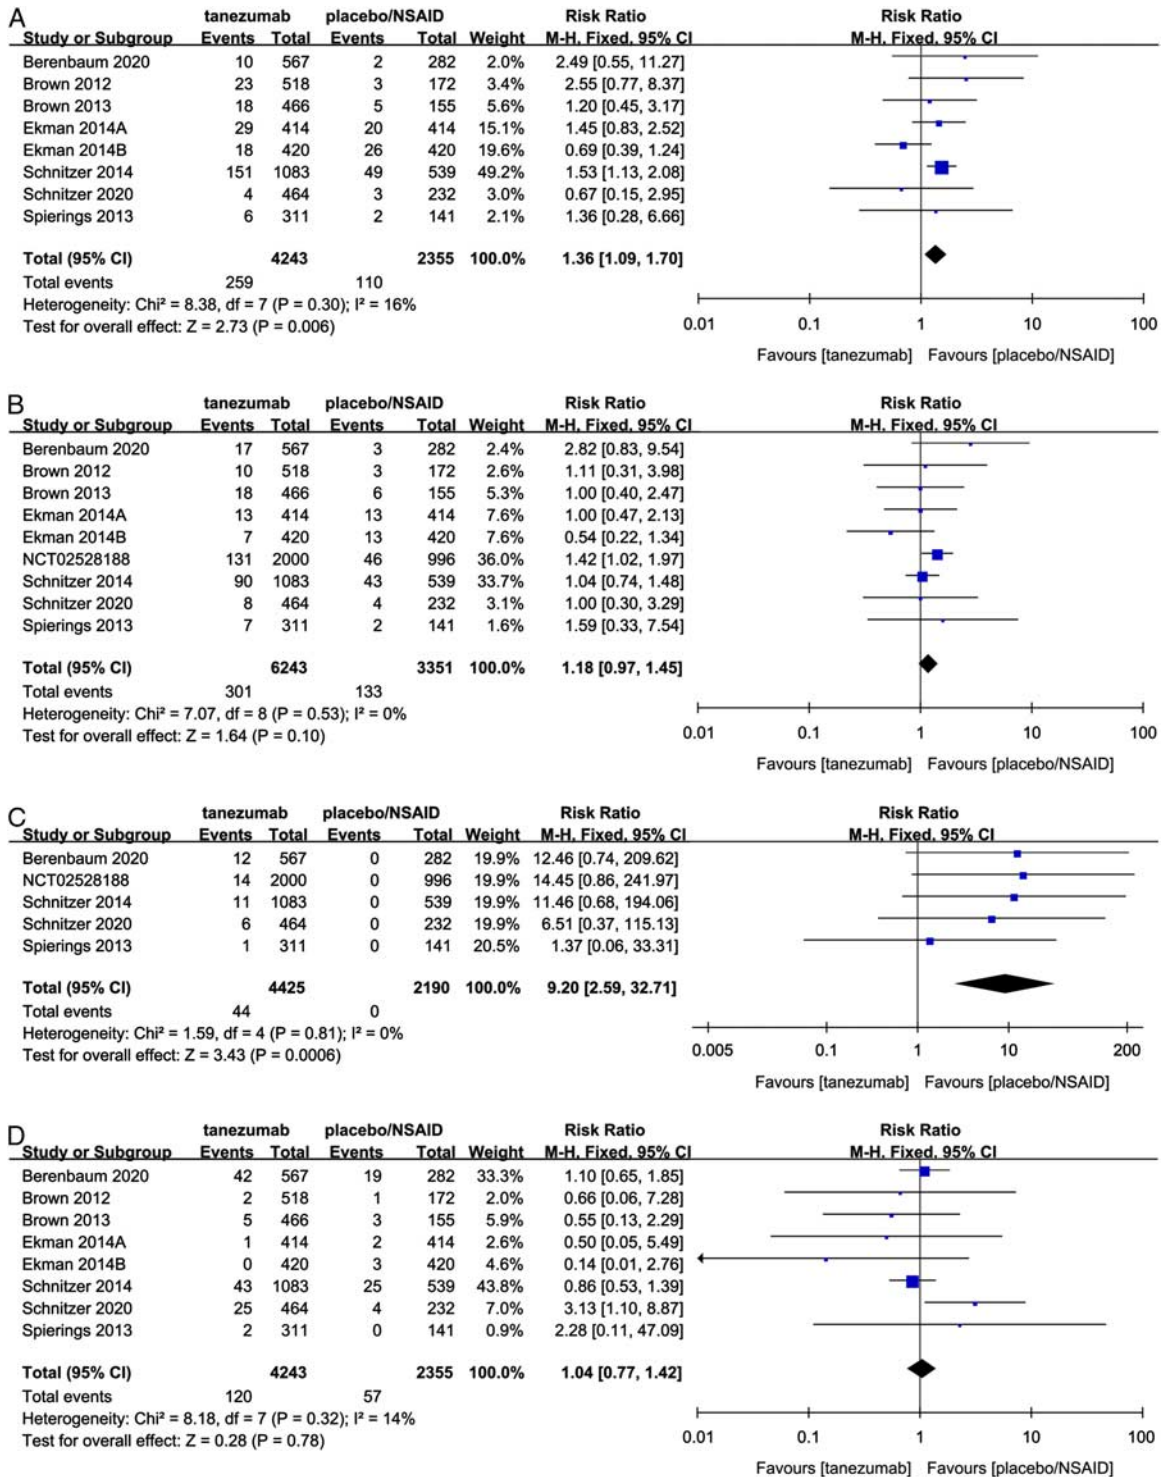 A
tanezumab placebo/NSAID Risk Ratio Risk Ratio
Study or Subgroup Events Total Events Total Weight M-H, Fixed, 95% CI M-H, Fixed, 95% CI
Berenbaum 2020 10 567 2 282 2.0% 2.49 [0.55, 11.27]
Brown 2012 23 518 3 172 3.4% 2.55 [0.77, 8.37]
Brown 2013 18 466 5 155 5.6% 1.20 [0.45, 3.17]
Ekman 2014A 29 414 20 414 15.1% 1.45 [0.83, 2.52]
Ekman 2014B 18 420 26 420 19.6% 0.69 [0.39, 1.24]
Schnitzer 2014 151 1083 49 539 49.2% 1.53 [1.13, 2.08]
Schnitzer 2020 4 464 3 232 3.0% 0.67 [0.15, 2.95]
Spierings 2013 6 311 2 141 2.1% 1.36 [0.28, 6.66]
Total (95% CI) 4243 2355 100.0% 1.36 [1.09, 1.70]
Total events 259 110
Heterogeneity: Chi² = 8.38, df = 7 (P = 0.30); I² = 16%
Test for overall effect: Z = 2.73 (P = 0.006)
0.01 0.1 1 10 100
Favours [tanezumab] Favours [placebo/NSAID]
B
tanezumab placebo/NSAID Risk Ratio Risk Ratio
Study or Subgroup Events Total Events Total Weight M-H, Fixed, 95% CI M-H, Fixed, 95% CI
Berenbaum 2020 17 567 3 282 2.4% 2.82 [0.83, 9.54]
Brown 2012 10 518 3 172 2.6% 1.11 [0.31, 3.98]
Brown 2013 18 466 6 155 5.3% 1.00 [0.40, 2.47]
Ekman 2014A 13 414 13 414 7.6% 1.00 [0.47, 2.13]
Ekman 2014B 7 420 13 420 7.6% 0.54 [0.22, 1.34]
NCT02528188 131 2000 46 996 36.0% 1.42 [1.02, 1.97]
Schnitzer 2014 90 1083 43 539 33.7% 1.04 [0.74, 1.48]
Schnitzer 2020 8 464 4 232 3.1% 1.00 [0.30, 3.29]
Spierings 2013 7 311 2 141 1.6% 1.59 [0.33, 7.54]
Total (95% CI) 6243 3351 100.0% 1.18 [0.97, 1.45]
Total events 301 133
Heterogeneity: Chi² = 7.07, df = 8 (P = 0.53); I² = 0%
Test for overall effect: Z = 1.64 (P = 0.10)
0.01 0.1 1 10 100
Favours [tanezumab] Favours [placebo/NSAID]
C
tanezumab placebo/NSAID Risk Ratio Risk Ratio
Study or Subgroup Events Total Events Total Weight M-H, Fixed, 95% CI M-H, Fixed, 95% CI
Berenbaum 2020 12 567 0 282 19.9% 12.46 [0.74, 209.62]
NCT02528188 14 2000 0 996 19.9% 14.45 [0.86, 241.97]
Schnitzer 2014 11 1083 0 539 19.9% 11.46 [0.68, 194.06]
Schnitzer 2020 6 464 0 232 19.9% 6.51 [0.37, 115.13]
Spierings 2013 1 311 0 141 20.5% 1.37 [0.06, 33.31]
Total (95% CI) 4425 2190 100.0% 9.20 [2.59, 32.71]
Total events 44 0
Heterogeneity: Chi² = 1.59, df = 4 (P = 0.81); I² = 0%
Test for overall effect: Z = 3.43 (P = 0.0006)
0.005 0.1 1 10 200
Favours [tanezumab] Favours [placebo/NSAID]
D
tanezumab placebo/NSAID Risk Ratio Risk Ratio
Study or Subgroup Events Total Events Total Weight M-H, Fixed, 95% CI M-H, Fixed, 95% CI
Berenbaum 2020 42 567 19 282 33.3% 1.10 [0.65, 1.85]
Brown 2012 2 518 1 172 2.0% 0.66 [0.06, 7.28]
Brown 2013 5 466 3 155 5.9% 0.55 [0.13, 2.29]
Ekman 2014A 1 414 2 414 2.6% 0.50 [0.05, 5.49]
Ekman 2014B 0 420 3 420 4.6% 0.14 [0.01, 2.76]
Schnitzer 2014 43 1083 25 539 43.8% 0.86 [0.53, 1.39]
Schnitzer 2020 25 464 4 232 7.0% 3.13 [1.10, 8.87]
Spierings 2013 2 311 0 141 0.9% 2.28 [0.11, 47.09]
Total (95% CI) 4243 2355 100.0% 1.04 [0.77, 1.42]
Total events 120 57
Heterogeneity: Chi² = 8.18, df = 7 (P = 0.32); I² = 14%
Test for overall effect: Z = 0.28 (P = 0.78)
0.01 0.1 1 10 100
Favours [tanezumab] Favours [placebo/NSAID]